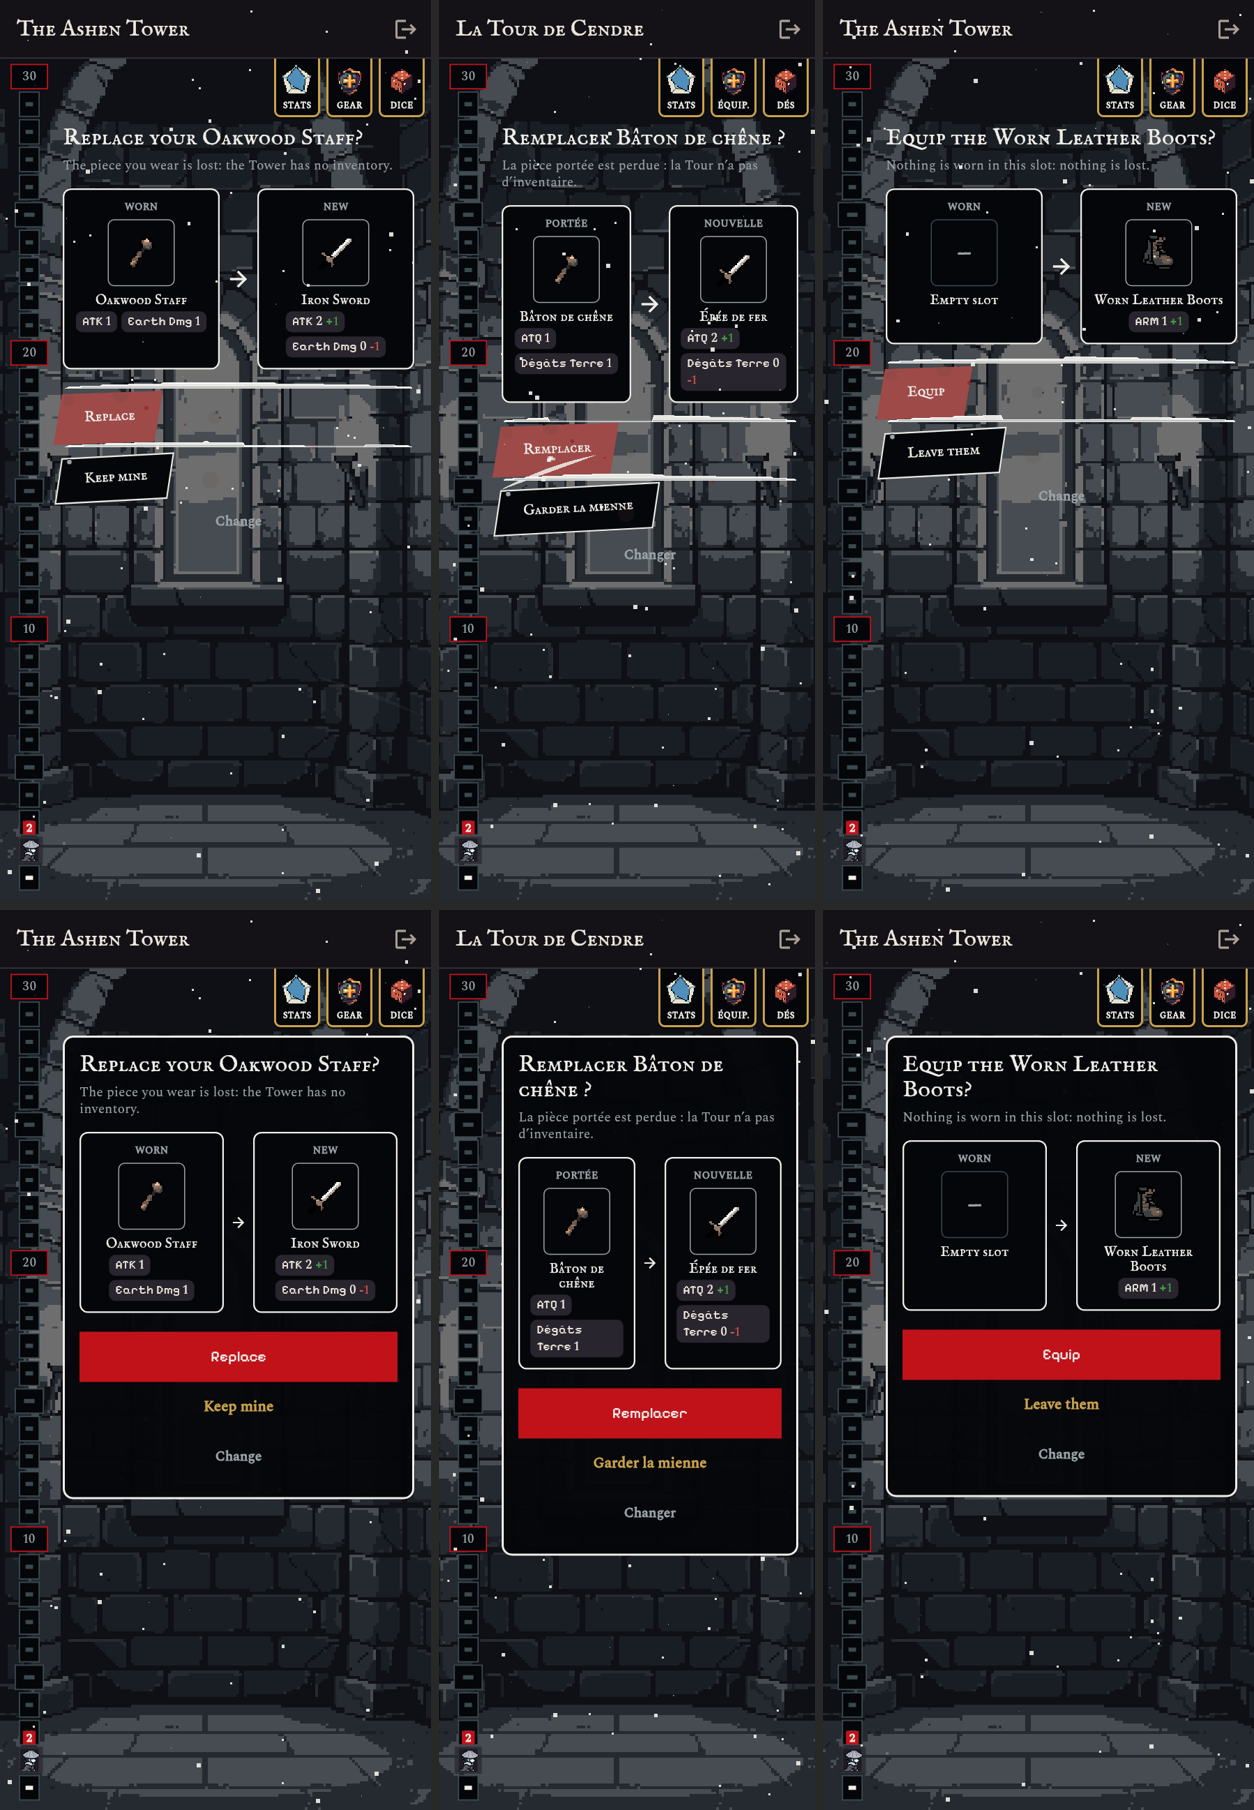 The Ashen Tower
30
STATS
GEAR
DICE
Replace your Oakwood Staff?
The piece you wear is lost: the Tower has no inventory.
WORN
NEW
Oakwood Staff
Iron Sword
ATK 1
Earth Dmg 1
ATK 2 +1
Earth Dmg 0 -1
20
Replace
Keep mine
Change
10
2
La Tour de Cendre
30
STATS
ÉQUIP.
DÉS
Remplacer Bâton de chêne ?
La pièce portée est perdue : la Tour n'a pas
d'inventaire.
PORTÉE
NOUVELLE
Bâton de chêne
Épée de fer
ATQ 1
ATQ 2 +1
Dégâts Terre 1
Dégâts Terre 0
-1
20
Remplacer
Garder la mienne
Changer
10
2
The Ashen Tower
30
STATS
GEAR
DICE
Equip the Worn Leather Boots?
Nothing is worn in this slot: nothing is lost.
WORN
NEW
–
Empty slot
Worn Leather Boots
ARM 1 +1
20
Equip
Leave them
Change
10
2
The Ashen Tower
30
STATS
GEAR
DICE
Replace your Oakwood Staff?
The piece you wear is lost: the Tower has no
inventory.
WORN
NEW
Oakwood Staff
Iron Sword
ATK 1
ATK 2 +1
Earth Dmg 1
Earth Dmg 0 -1
20
Replace
Keep mine
Change
10
2
La Tour de Cendre
30
STATS
ÉQUIP.
DÉS
Remplacer Bâton de
chêne ?
La pièce portée est perdue : la Tour n'a pas
d'inventaire.
PORTÉE
NOUVELLE
Bâton de
chêne
Épée de fer
ATQ 1
ATQ 2 +1
Dégâts
Terre 1
Dégâts
Terre 0 -1
20
Remplacer
Garder la mienne
Changer
10
2
The Ashen Tower
30
STATS
GEAR
DICE
Equip the Worn Leather
Boots?
Nothing is worn in this slot: nothing is lost.
WORN
NEW
–
Empty slot
Worn Leather
Boots
ARM 1 +1
20
Equip
Leave them
Change
10
2